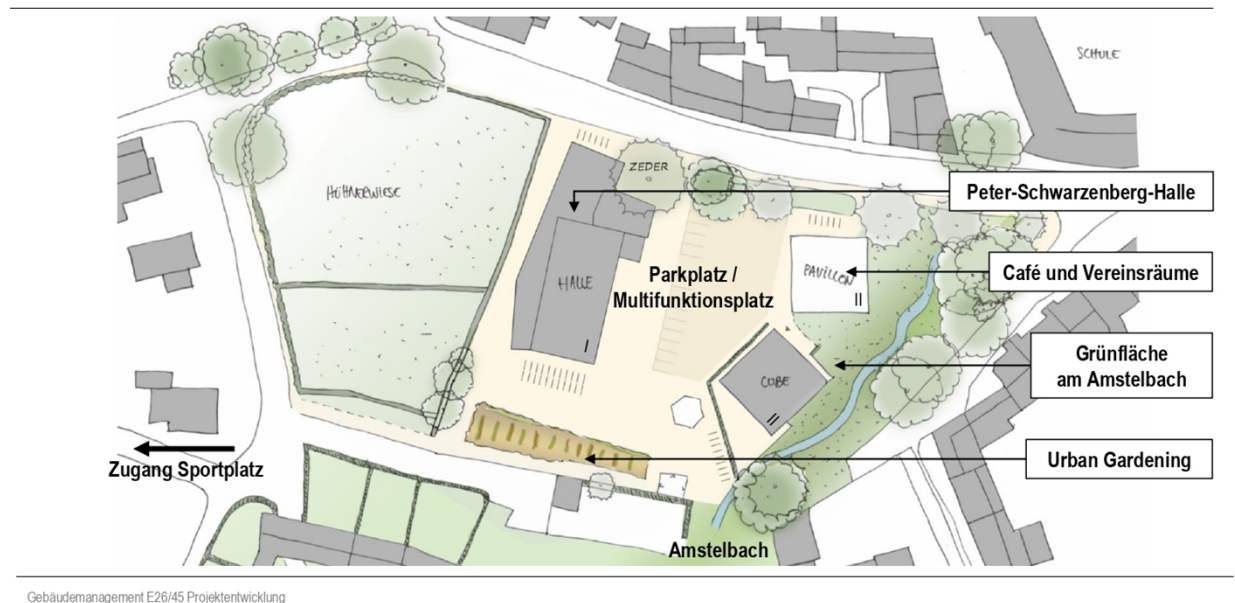 SCHULE
ZEDER
HÜHNERWIESE
Peter-Schwarzenberg-Halle
HALLE
I
Parkplatz /
Multifunktionsplatz
PAVILLON
II
Café und Vereinsräume
CUBE
II
Grünfläche
am Amstelbach
Zugang Sportplatz
Urban Gardening
Amstelbach
Gebäudemanagement E26/45 Projektentwicklung